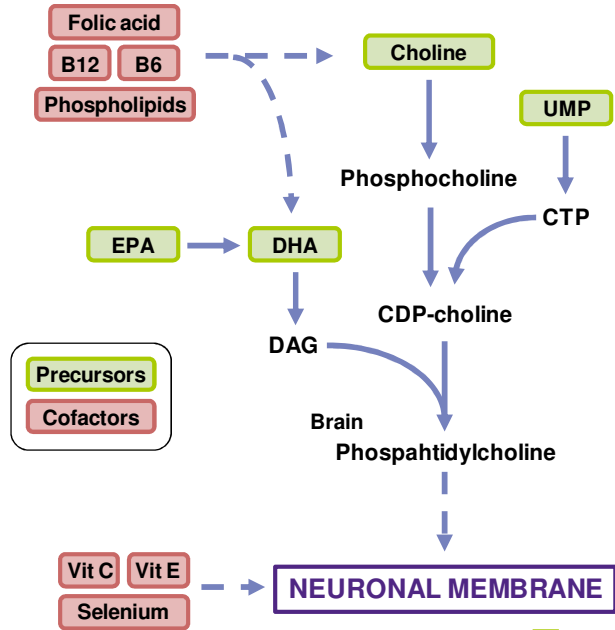 Folic acid
B12 B6
Phospholipids
Choline
UMP
Phosphocholine
CTP
EPA
DHA
CDP-choline
DAG
Precursors
Cofactors
Brain
Phospahtidylcholine
Vit C Vit E
Selenium
NEURONAL MEMBRANE